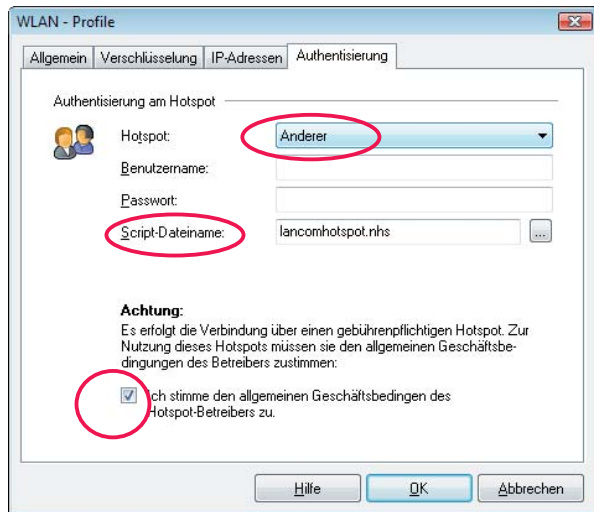 WLAN - Profile
Allgemein Verschlüsselung IP-Adressen Authentisierung
Authentisierung am Hotspot
Hotspot: Anderer
Benutzername:
Passwort:
Script-Dateiname: lancomhotspot.nhs ...
Achtung:
Es erfolgt die Verbindung über einen gebührenpflichtigen Hotspot. Zur
Nutzung dieses Hotspots müssen sie den allgemeinen Geschäftsbe-
dingungen des Betreibers zustimmen:
Ich stimme den allgemeinen Geschäftsbedingen des
Hotspot-Betreibers zu.
Hilfe OK Abbrechen